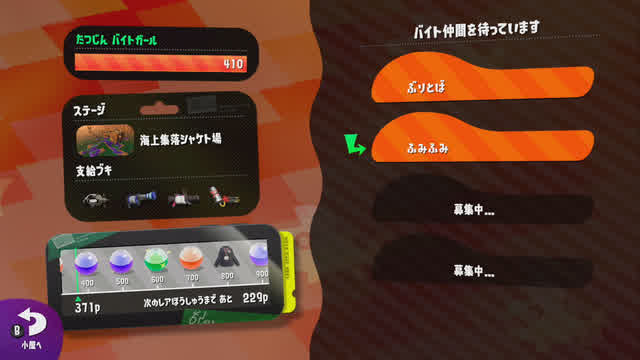 たつじん バイトガール
410
ステージ
海上集落シャケト場
支給ブキ
400
500
600
700
800
900
371p
次のレアほうしゅうまで あと 229p
B
小屋へ
バイト仲間を待っています
ぶりとば
ふみふみ
募集中...
募集中...